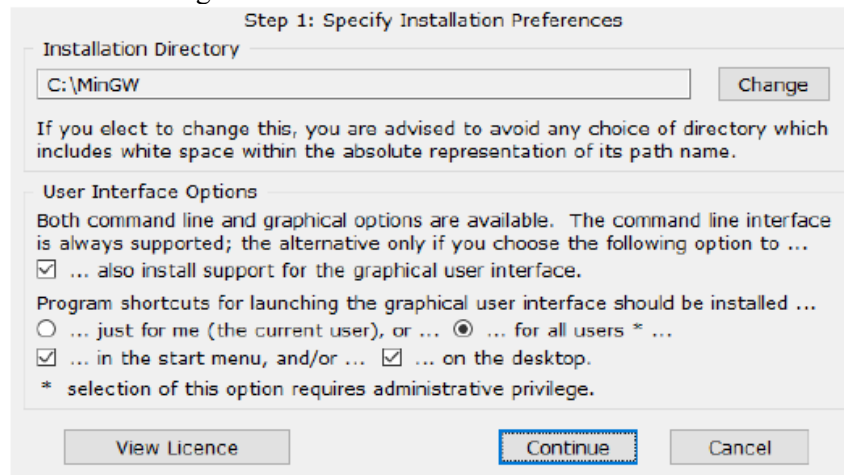 Step 1: Specify Installation Preferences
Installation Directory
C:\MinGW
Change
If you elect to change this, you are advised to avoid any choice of directory which
includes white space within the absolute representation of its path name.
User Interface Options
Both command line and graphical options are available.  The command line interface
is always supported; the alternative only if you choose the following option to ...
... also install support for the graphical user interface.
Program shortcuts for launching the graphical user interface should be installed ...
... just for me (the current user), or ... ... for all users * ...
... in the start menu, and/or ... ... on the desktop.
* selection of this option requires administrative privilege.
View Licence
Continue
Cancel